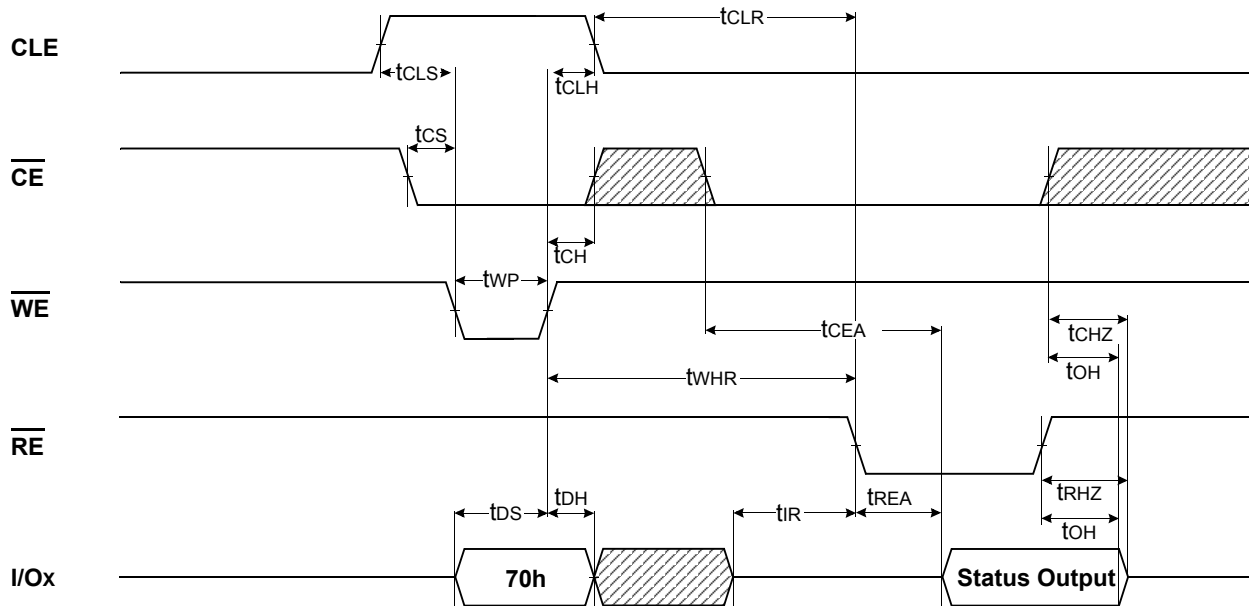 CLE
tCLR
tCLS
tCLH
CE
tCS
tCH
WE
tWP
tCEA
tCHZ
tOH
tWHR
RE
tDH
tRHZ
tDS
tIR
tREA
tOH
I/Ox
70h
Status Output